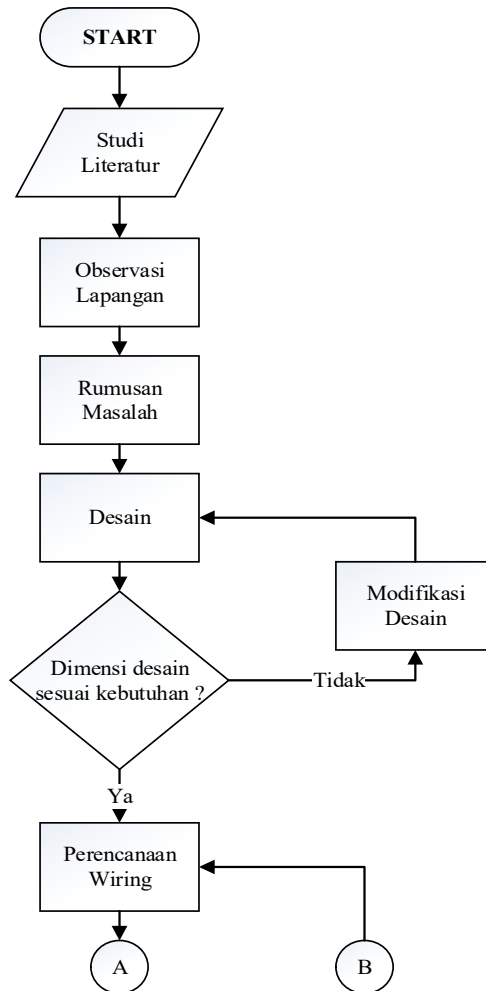 START
Studi
Literatur
Observasi
Lapangan
Rumusan
Masalah
Desain
Modifikasi
Desain
Dimensi desain
sesuai kebutuhan ?
Tidak
Ya
Perencanaan
Wiring
A
B